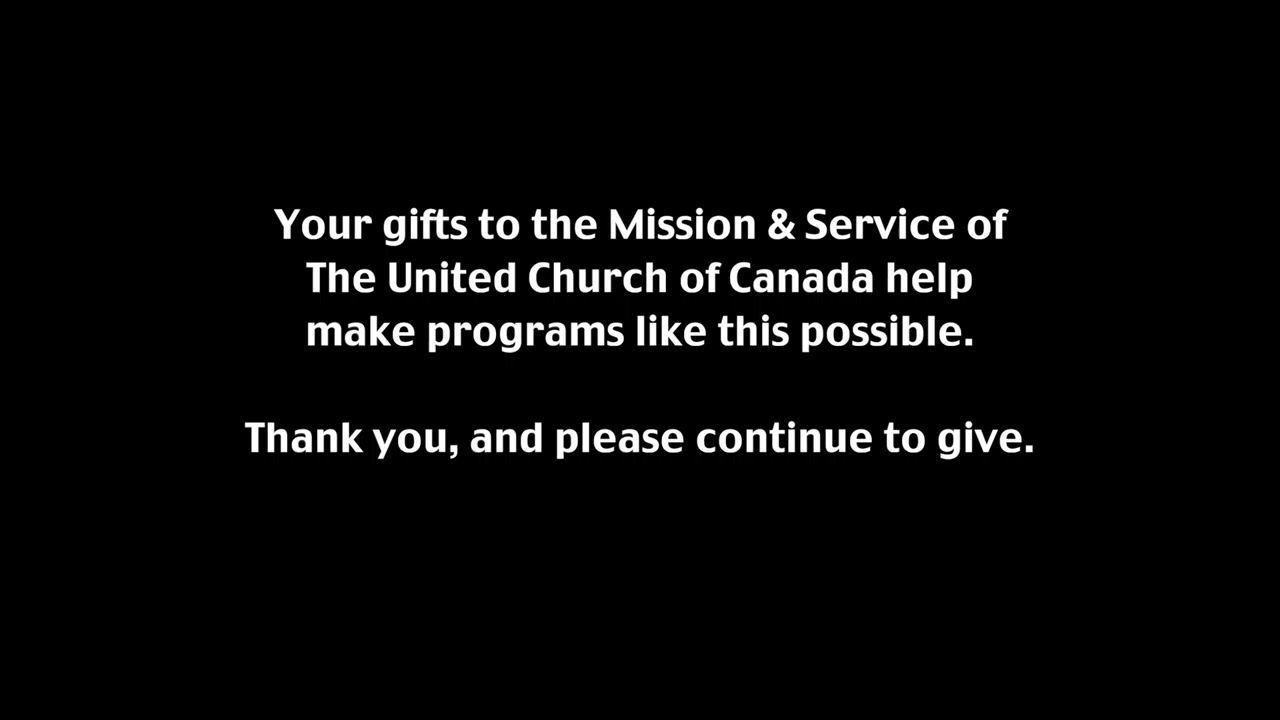 Your gifts to the Mission & Service of
The United Church of Canada help
make programs like this possible.
Thank you, and please continue to give.